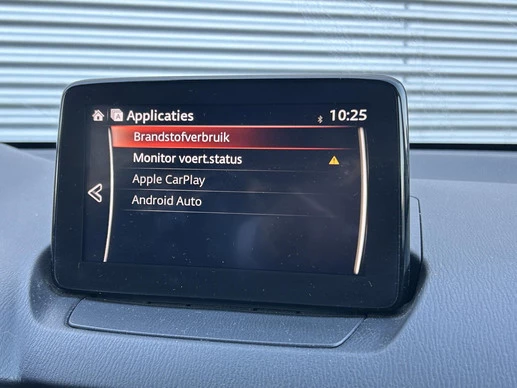 Applicaties 10:25
Brandstofverbruik
Monitor voert.status
Apple CarPlay
Android Auto